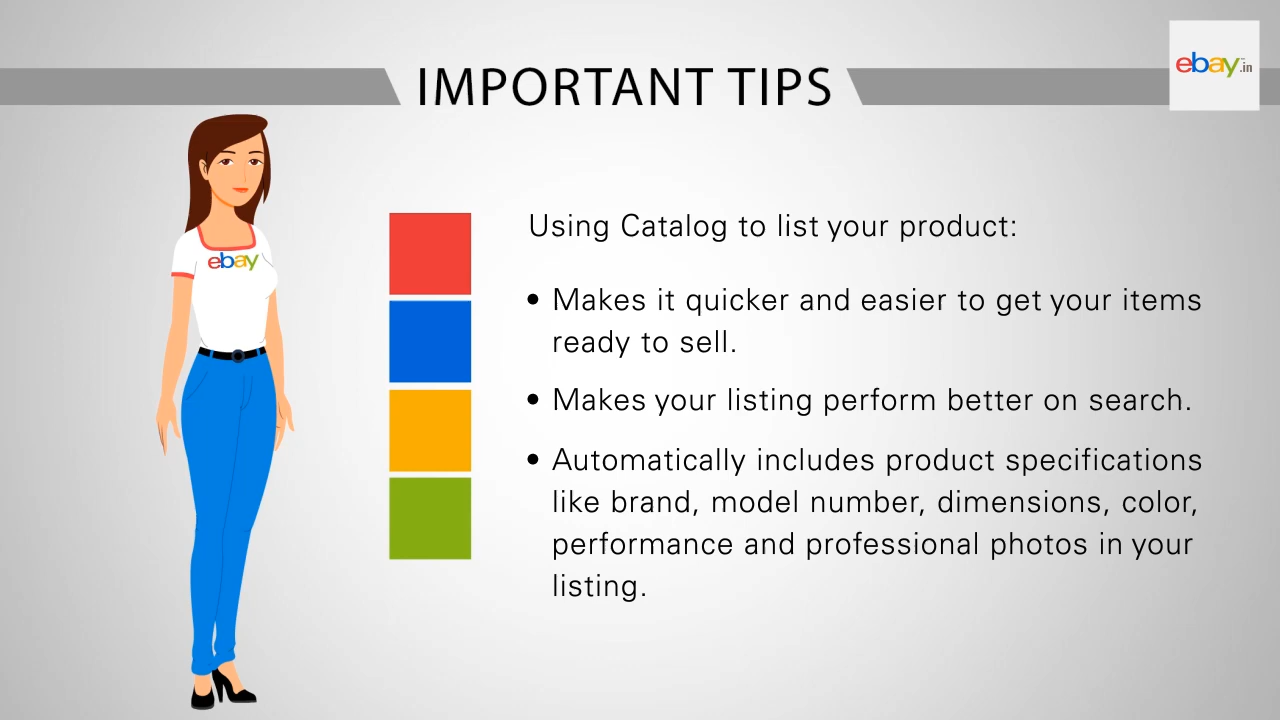 IMPORTANT TIPS
ebay.in
ebay
Using Catalog to list your product:
• Makes it quicker and easier to get your items
ready to sell.
• Makes your listing perform better on search.
• Automatically includes product specifications
like brand, model number, dimensions, color,
performance and professional photos in your
listing.